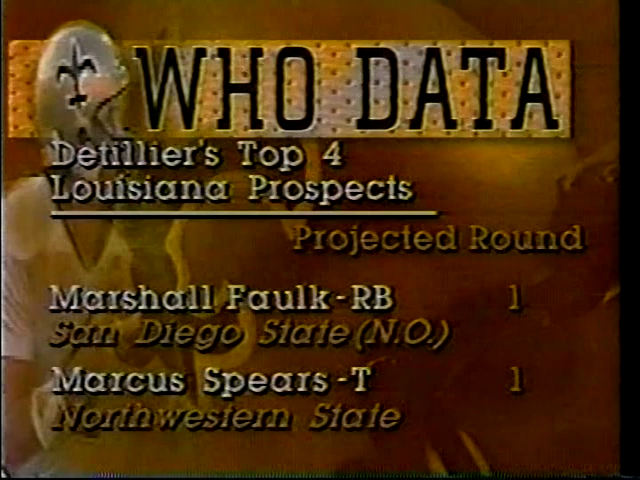 WHO DATA
Detillier's Top 4
Louisiana Prospects
Projected Round
Marshall Faulk-RB 1
San Diego State (N.O.)
Marcus Spears-T 1
Northwestern State